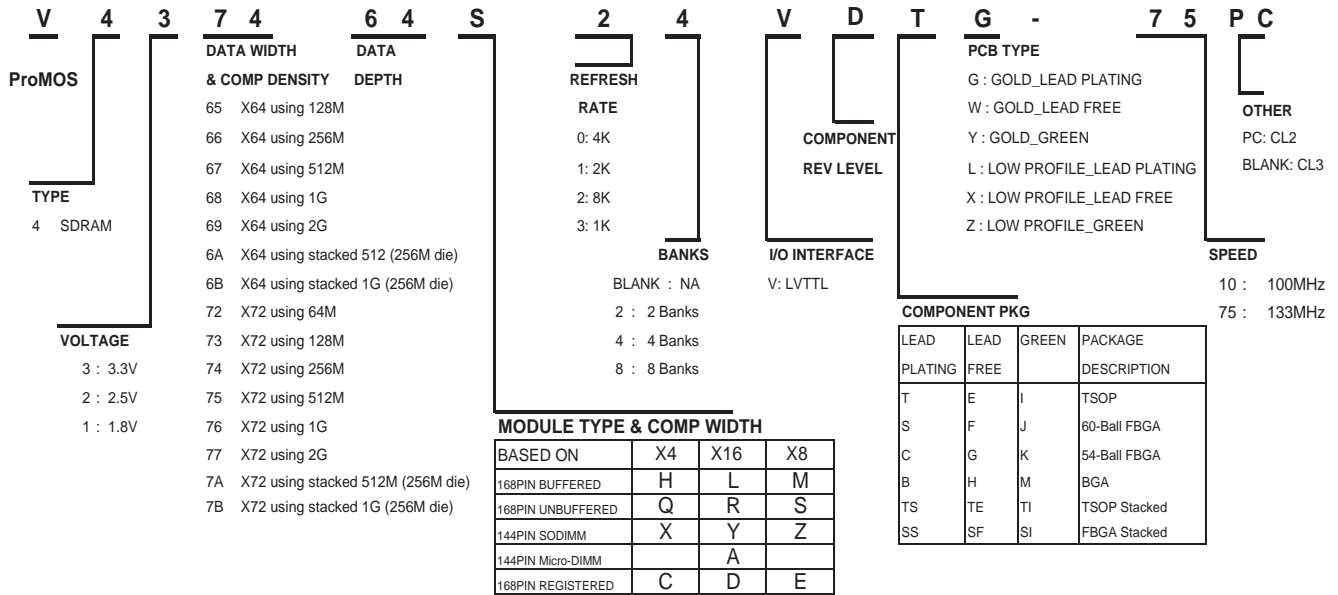 V 4 3 7 4 6 4 S 2 4 V D T G - 7 5 P C
ProMOS
TYPE
4 SDRAM
VOLTAGE
3 : 3.3V
2 : 2.5V
1 : 1.8V
DATA WIDTH
& COMP DENSITY
65 X64 using 128M
66 X64 using 256M
67 X64 using 512M
68 X64 using 1G
69 X64 using 2G
6A X64 using stacked 512 (256M die)
6B X64 using stacked 1G (256M die)
72 X72 using 64M
73 X72 using 128M
74 X72 using 256M
75 X72 using 512M
76 X72 using 1G
77 X72 using 2G
7A X72 using stacked 512M (256M die)
7B X72 using stacked 1G (256M die)
DATA
DEPTH
MODULE TYPE & COMP WIDTH
BASED ON X4 X16 X8
168PIN BUFFERED H L M
168PIN UNBUFFERED Q R S
144PIN SODIMM X Y Z
144PIN Micro-DIMM A
168PIN REGISTERED C D E
REFRESH
RATE
0: 4K
1: 2K
2: 8K
3: 1K
BANKS
BLANK : NA
2 : 2 Banks
4 : 4 Banks
8 : 8 Banks
I/O INTERFACE
V: LVTTL
COMPONENT
REV LEVEL
COMPONENT PKG
LEAD LEAD GREEN PACKAGE
PLATING FREE DESCRIPTION
T E I TSOP
S F J 60-Ball FBGA
C G K 54-Ball FBGA
B H M BGA
TS TE TI TSOP Stacked
SS SF SI FBGA Stacked
PCB TYPE
G : GOLD_LEAD PLATING
W : GOLD_LEAD FREE
Y : GOLD_GREEN
L : LOW PROFILE_LEAD PLATING
X : LOW PROFILE_LEAD FREE
Z : LOW PROFILE_GREEN
SPEED
10 : 100MHz
75 : 133MHz
OTHER
PC: CL2
BLANK: CL3